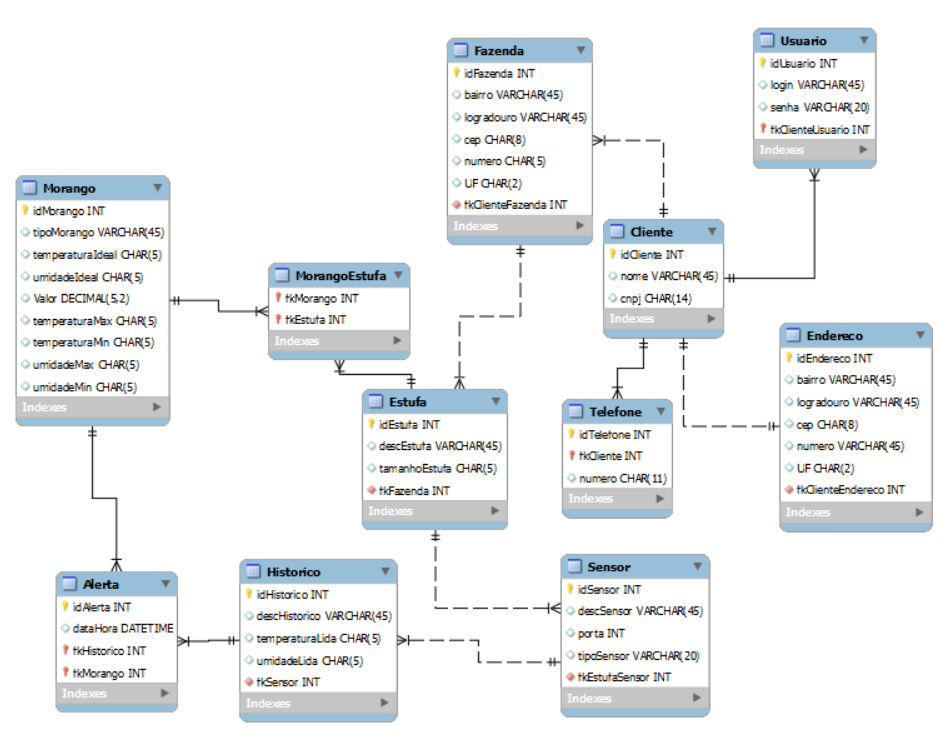 Fazenda
idFazenda INT
bairro VARCHAR(45)
logradouro VARCHAR(45)
cep CHAR(8)
numero CHAR(5)
UF CHAR(2)
fkClienteFazenda INT
Indexes
Usuario
idUsuario INT
login VARCHAR(45)
senha VARCHAR(20)
fkClienteUsuario INT
Indexes
Morango
idMorango INT
tipoMorango VARCHAR(45)
temperaturaIdeal CHAR(5)
umidadeIdeal CHAR(5)
Valor DECIMAL(5,2)
temperaturaMax CHAR(5)
temperaturaMin CHAR(5)
umidadeMax CHAR(5)
umidadeMin CHAR(5)
Indexes
MorangoEstufa
fkMorango INT
fkEstufa INT
Indexes
Cliente
idCliente INT
nome VARCHAR(45)
cnpj CHAR(14)
Indexes
Endereco
idEndereco INT
bairro VARCHAR(45)
logradouro VARCHAR(45)
cep CHAR(8)
numero VARCHAR(45)
UF CHAR(2)
fkClienteEndereco INT
Indexes
Estufa
idEstufa INT
descEstufa VARCHAR(45)
tamanhoEstufa CHAR(5)
fkFazenda INT
Indexes
Telefone
idTelefone INT
fkCliente INT
numero CHAR(11)
Indexes
Alerta
idAlerta INT
dataHora DATETIME
fkHistorico INT
fkMorango INT
Indexes
Historico
idHistorico INT
descHistorico VARCHAR(45)
temperaturaLida CHAR(5)
umidadeLida CHAR(5)
fkSensor INT
Indexes
Sensor
idSensor INT
descSensor VARCHAR(45)
porta INT
tipoSensor VARCHAR(20)
fkEstufaSensor INT
Indexes